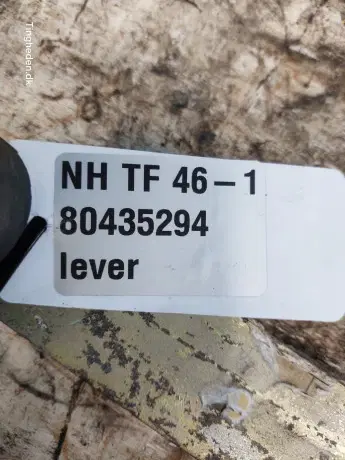 Tingheden.dk
NH TF 46-1
80435294
lever